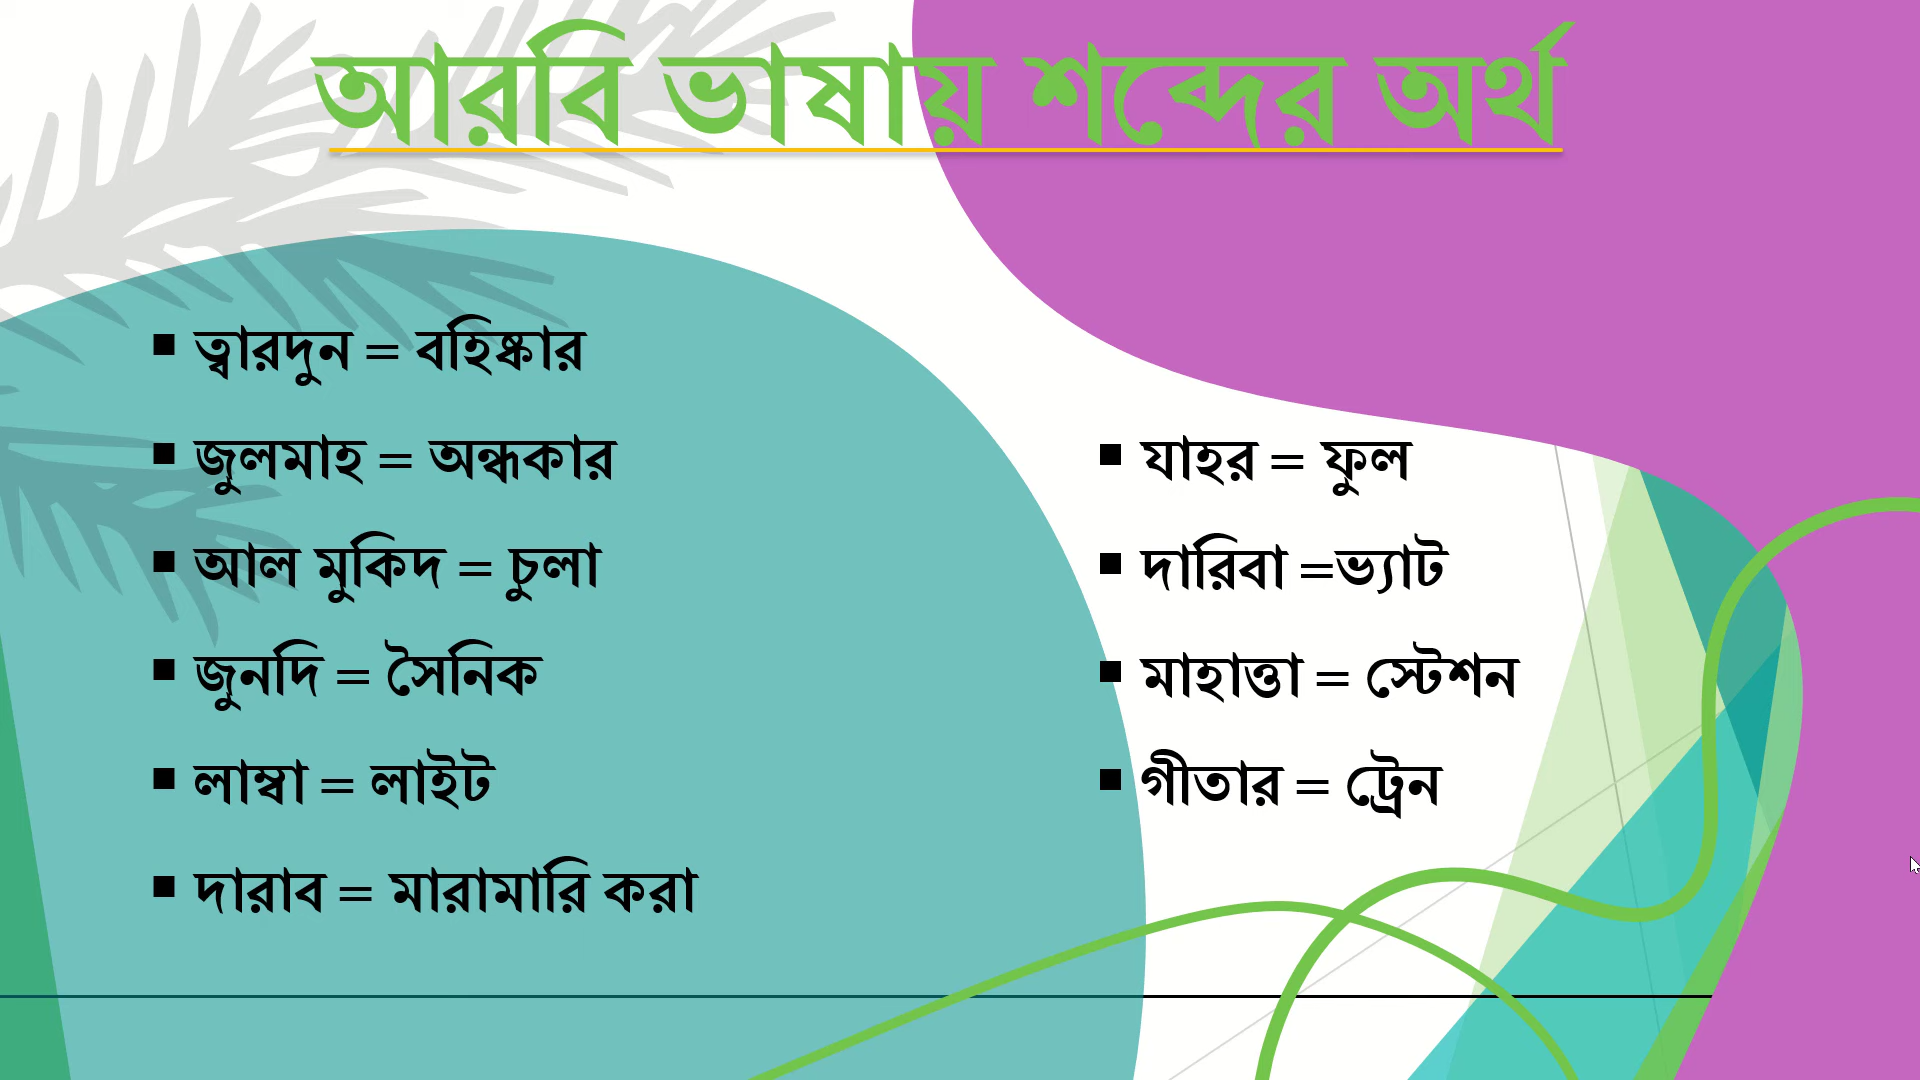 আরবি ভাষায় শব্দের অর্থ
▪ ত্বারদুন = বহিষ্কার
▪ জুলমাহ = অন্ধকার
▪ আল মুকিদ = চুলা
▪ জুনদি = সৈনিক
▪ লাম্বা = লাইট
▪ দারাব = মারামারি করা
▪ যাহর = ফুল
▪ দারিবা =ভ্যাট
▪ মাহাত্তা = স্টেশন
▪ গীতার = ট্রেন